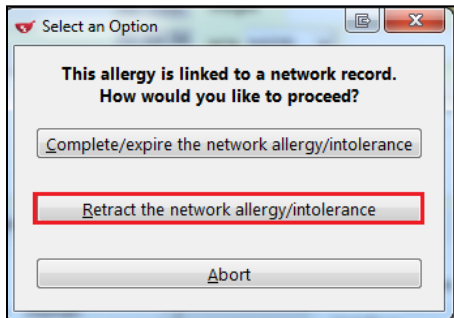 Select an Option
This allergy is linked to a network record.
How would you like to proceed?
Complete/expire the network allergy/intolerance
Retract the network allergy/intolerance
Abort